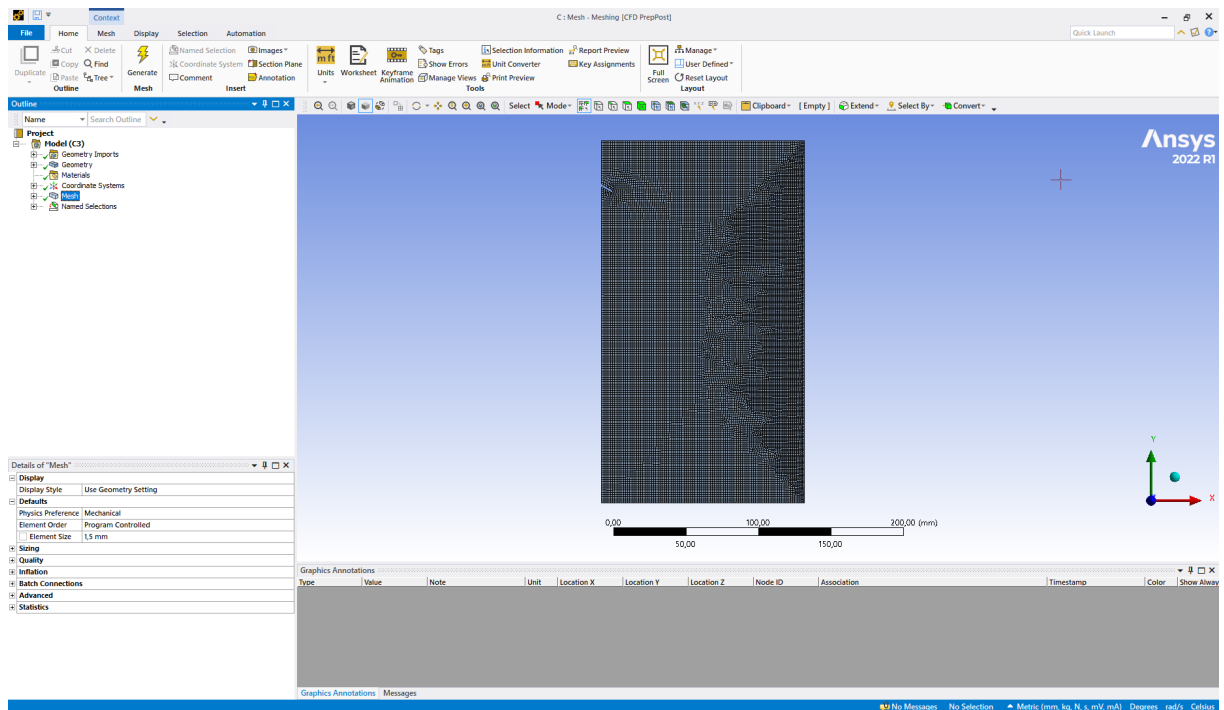 Context
C : Mesh - Meshing [CFD PrepPost]
File Home Mesh Display Selection Automation
Quick Launch
Duplicate
Cut
Copy
Paste
Delete
Find
Tree
Outline
Generate
Mesh
Named Selection
Coordinate System
Comment
Images
Section Plane
Annotation
Insert
Units
Worksheet
Keyframe
Animation
Tags
Show Errors
Manage Views
Selection Information
Unit Converter
Print Preview
Report Preview
Key Assignments
Tools
Full
Screen
Manage
User Defined
Reset Layout
Layout
Outline
Name Search Outline
Project
Model (C3)
Geometry Imports
Geometry
Materials
Coordinate Systems
Mesh
Named Selections
Select Mode Clipboard [Empty] Extend Select By Convert
Ansys
2022 R1
0,00 100,00 200,00 (mm)
50,00 150,00
Y
X
Details of "Mesh"
Display
Display Style Use Geometry Setting
Defaults
Physics Preference Mechanical
Element Order Program Controlled
Element Size 1,5 mm
Sizing
Quality
Inflation
Batch Connections
Advanced
Statistics
Graphics Annotations
Type Value Note Unit Location X Location Y Location Z Node ID Association Timestamp Color Show Alway
Graphics Annotations Messages
No Messages No Selection Metric (mm, kg, N, s, mV, mA) Degrees rad/s Celsius